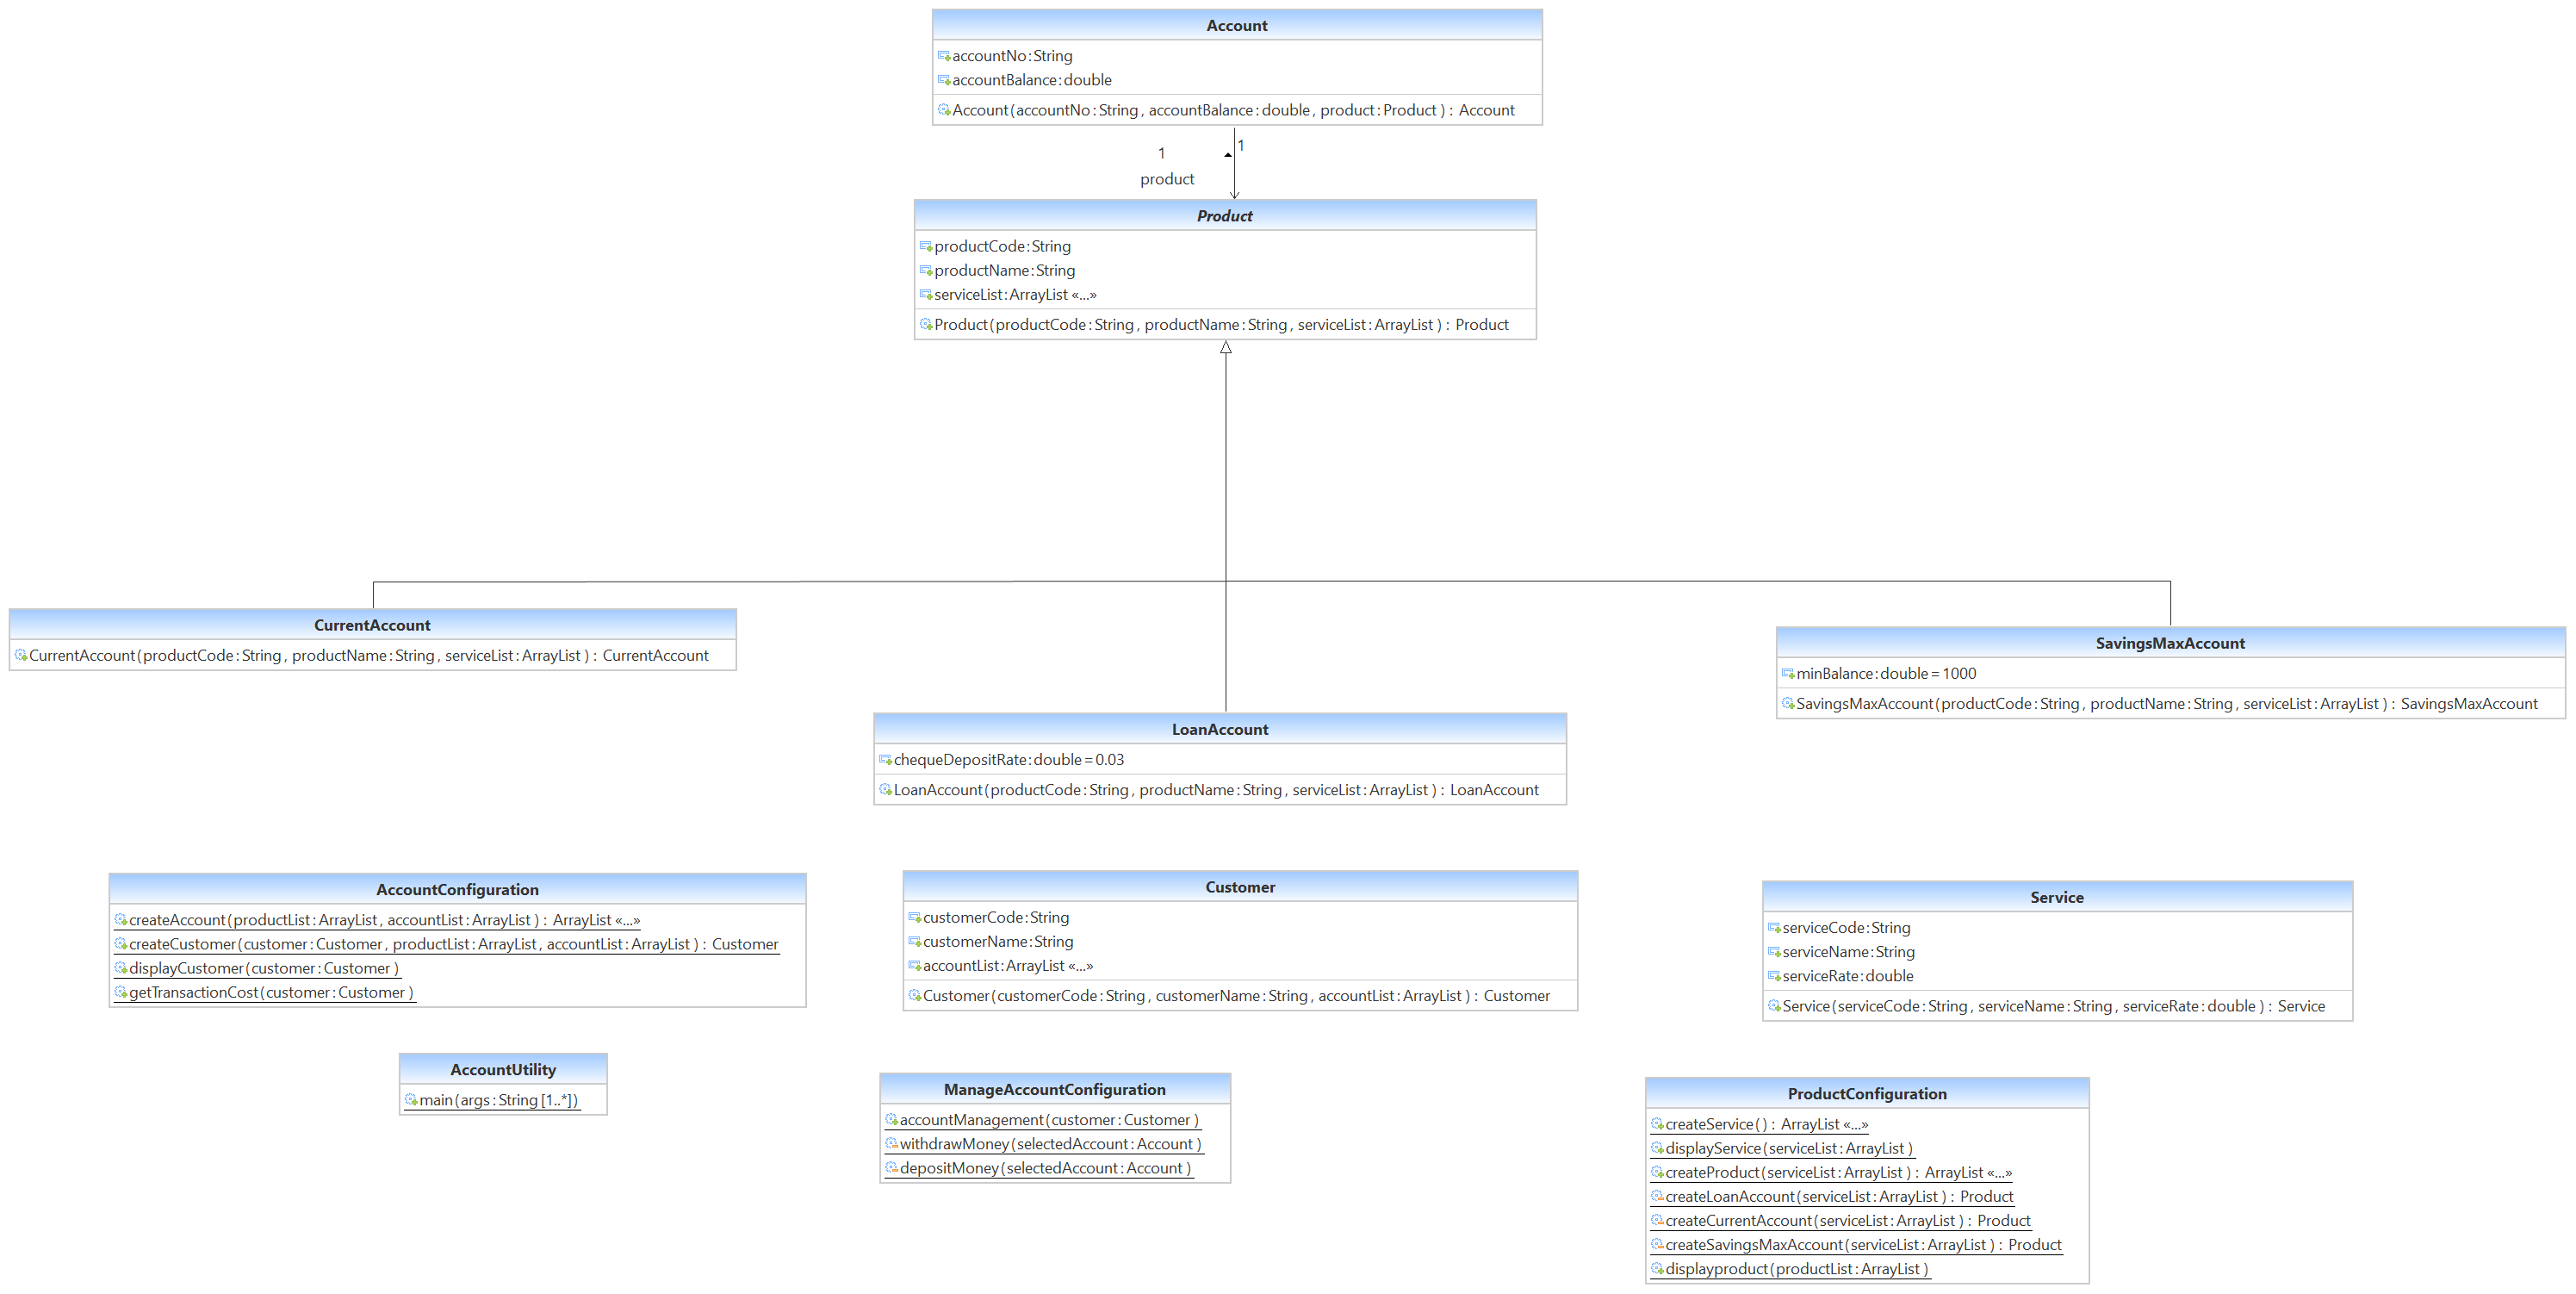 Account
accountNo:String
accountBalance:double
Account(accountNo:String, accountBalance:double, product:Product): Account
1
1
product
Product
productCode:String
productName:String
serviceList:ArrayList «...»
Product(productCode:String, productName:String, serviceList:ArrayList): Product
CurrentAccount
CurrentAccount(productCode:String, productName:String, serviceList:ArrayList): CurrentAccount
SavingsMaxAccount
minBalance:double = 1000
SavingsMaxAccount(productCode:String, productName:String, serviceList:ArrayList): SavingsMaxAccount
LoanAccount
chequeDepositRate:double = 0.03
LoanAccount(productCode:String, productName:String, serviceList:ArrayList): LoanAccount
AccountConfiguration
createAccount(productList:ArrayList, accountList:ArrayList): ArrayList «...»
createCustomer(customer:Customer, productList:ArrayList, accountList:ArrayList): Customer
displayCustomer(customer:Customer)
getTransactionCost(customer:Customer)
Customer
customerCode:String
customerName:String
accountList:ArrayList «...»
Customer(customerCode:String, customerName:String, accountList:ArrayList): Customer
Service
serviceCode:String
serviceName:String
serviceRate:double
Service(serviceCode:String, serviceName:String, serviceRate:double): Service
AccountUtility
main(args:String[1..*])
ManageAccountConfiguration
accountManagement(customer:Customer)
withdrawMoney(selectedAccount:Account)
depositMoney(selectedAccount:Account)
ProductConfiguration
createService(): ArrayList «...»
displayService(serviceList:ArrayList)
createProduct(serviceList:ArrayList): ArrayList «...»
createLoanAccount(serviceList:ArrayList): Product
createCurrentAccount(serviceList:ArrayList): Product
createSavingsMaxAccount(serviceList:ArrayList): Product
displayproduct(productList:ArrayList)